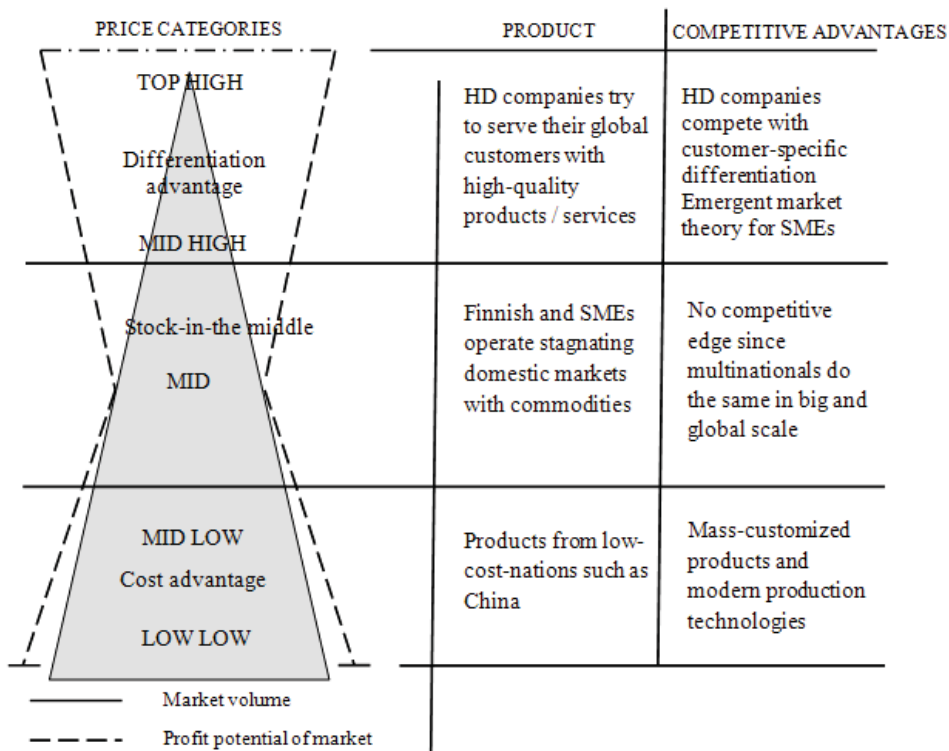 PRICE CATEGORIES
PRODUCT
COMPETITIVE ADVANTAGES
TOP HIGH
Differentiation
advantage
MID HIGH
HD companies try
to serve their global
customers with
high-quality
products / services
HD companies
compete with
customer-specific
differentiation
Emergent market
theory for SMEs
Stock-in-the middle
MID
Finnish and SMEs
operate stagnating
domestic markets
with commodities
No competitive
edge since
multinationals do
the same in big and
global scale
MID LOW
Cost advantage
LOW LOW
Products from low-
cost-nations such as
China
Mass-customized
products and
modern production
technologies
Market volume
Profit potential of market